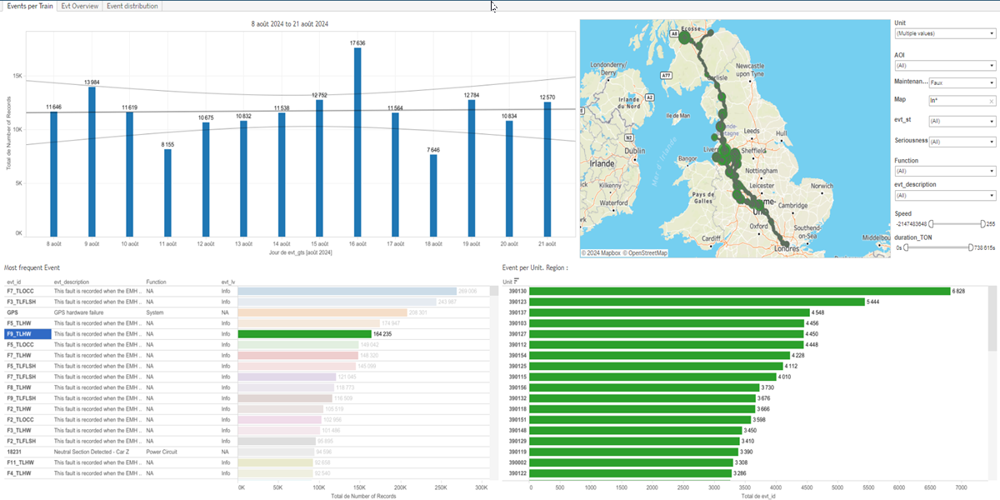 Events per Train Evt Overview Event distribution
8 août 2024 to 21 août 2024
Total de Number of Records
15K
10K
5K
0K
11 646
13 984
11 619
8 155
10 675
10 832
11 538
12 752
17 636
11 564
7 646
12 784
10 834
12 570
8 août 9 août 10 août 11 août 12 août 13 août 14 août 15 août 16 août 17 août 18 août 19 août 20 août 21 août
Jour de evt_gts [août 2024]
Ecosse
A8
Londonderry/
Derry
A77
Newcastle
upon Tyne
Irlande
du Nord
A2
Ile de Man
N2
Leeds
Hull
Dublin
Sheffield
Bangor
Mer d'Irlande
Irlande
Nottingham
Kilkenny
Leicester
Norwich
Waterford
Pays de
Galles
Cambridge
Oxford
Southend-
on-Sea
Cardiff
Londres
Middelbou
© 2024 Mapbox © OpenStreetMap
Unit
(Multiple values)
AOI
(All)
Maintenan... Faux
Map In*
evt_st (All)
Seriousness (All)
Function
(All)
evt_description
(All)
Speed
-2147483648 255
duration_TON
0s 738 615s
Most frequent Event
evt_id evt_description Function evt_lv
F7_TLOCC This fault is recorded when the EMH .. NA Info 269 006
F3_TLFLSH This fault is recorded when the EMH .. NA Info 243 987
GPS GPS hardware failure System NA 208 301
F5_TLHW This fault is recorded when the EMH .. NA Info 174 947
F9_TLHW This fault is recorded when the EMH .. NA Info 164 235
F5_TLOCC This fault is recorded when the EMH .. NA Info 149 042
F7_TLHW This fault is recorded when the EMH .. NA Info 148 320
F5_TLFLSH This fault is recorded when the EMH .. NA Info 145 099
F7_TLFLSH This fault is recorded when the EMH .. NA Info 121 045
F8_TLHW This fault is recorded when the EMH .. NA Info 118 773
F9_TLFLSH This fault is recorded when the EMH .. NA Info 116 509
F2_TLHW This fault is recorded when the EMH .. NA Info 105 519
F2_TLOCC This fault is recorded when the EMH .. NA Info
F3_TLHW This fault is recorded when the EMH .. NA Info 101 486
F2_TLFLSH This fault is recorded when the EMH .. NA Info
18231 Neutral Section Detected - Car Z Power Circuit NA 94 596
F11_TLHW This fault is recorded when the EMH .. NA Info
F4_TLHW This fault is recorded when the EMH .. NA Info 92 540
0K 50K 100K 150K 200K 250K 300K
Total de Number of Records
Event per Unit. Region :
Unit
390130 6 828
390123 5 444
390137 4 548
390103 4 456
390127 4 450
390112 4 448
390154 4 228
390125 4 112
390115 4 010
390156 3 730
390132 3 676
390118 3 666
390151 3 598
390148 3 450
390129 3 410
390119 3 390
390002 3 308
390122 3 286
0 500 1000 1500 2000 2500 3000 3500 4000 4500 5000 5500 6000 6500 7000
Total de evt_id